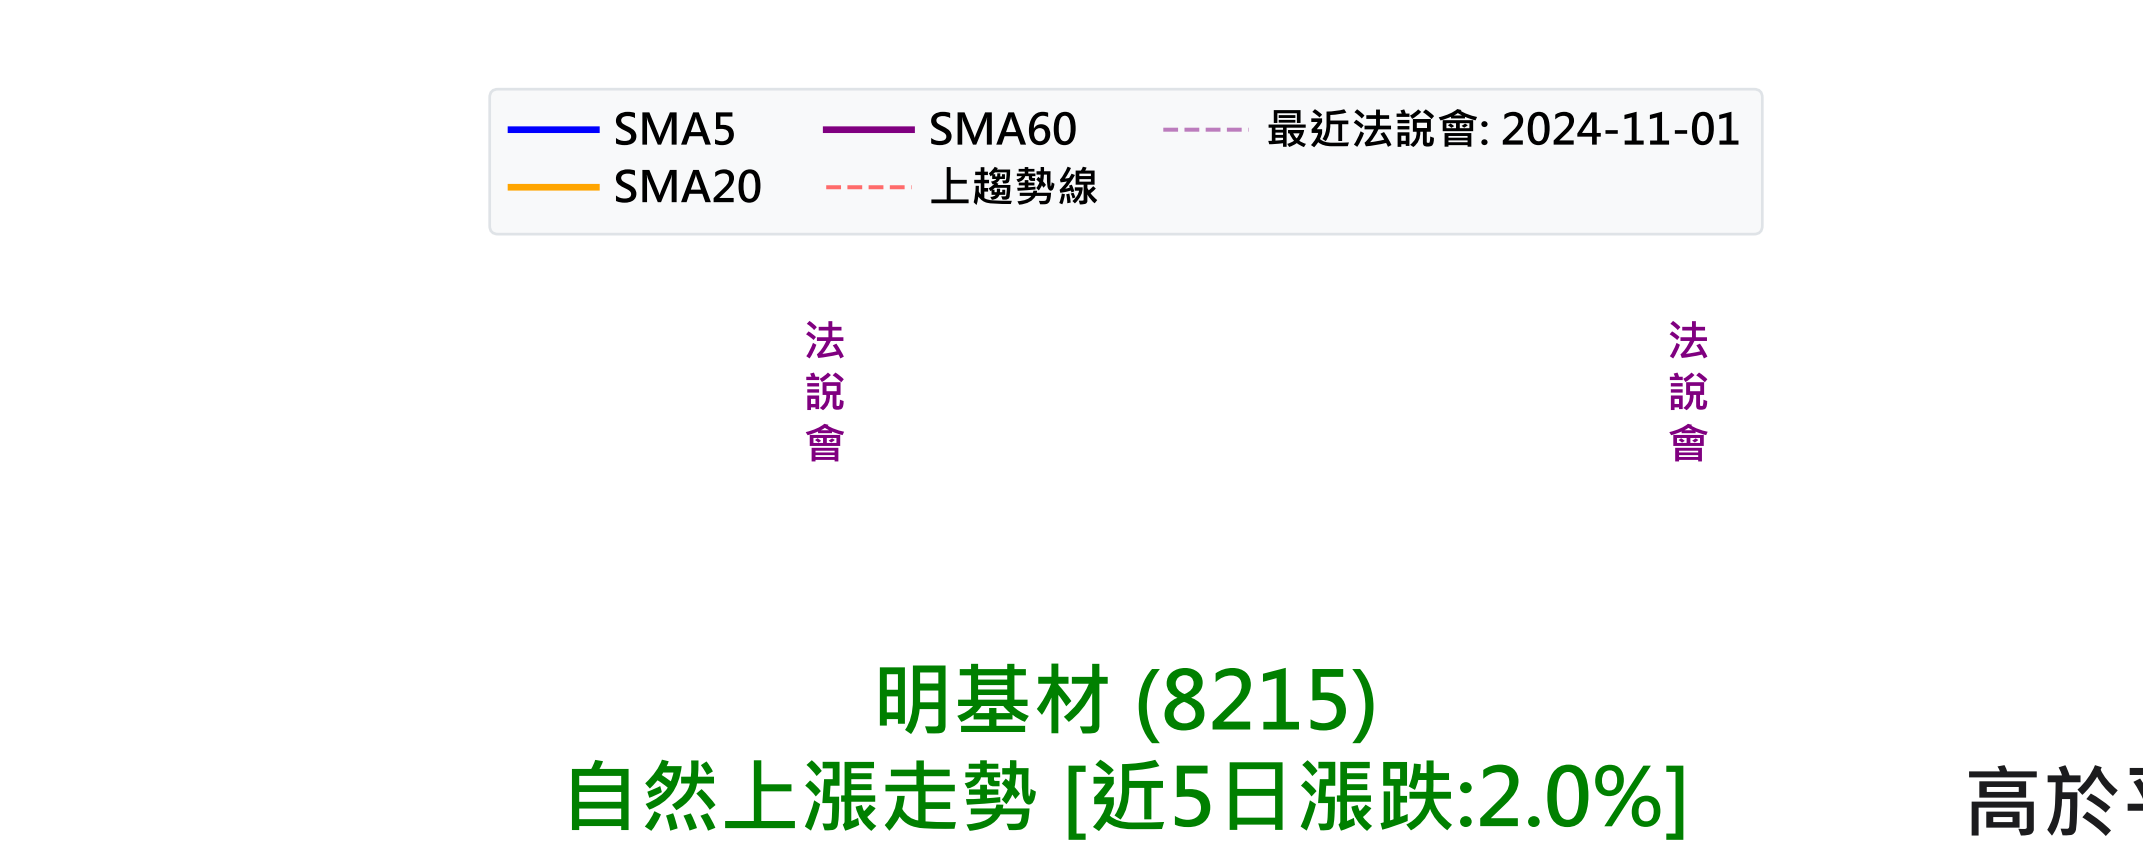 SMA5
SMA20
SMA60
上趨勢線
最近法說會: 2024-11-01
法說會
法說會
明基材 (8215)
自然上漲走勢 [近5日漲跌:2.0%]
高於